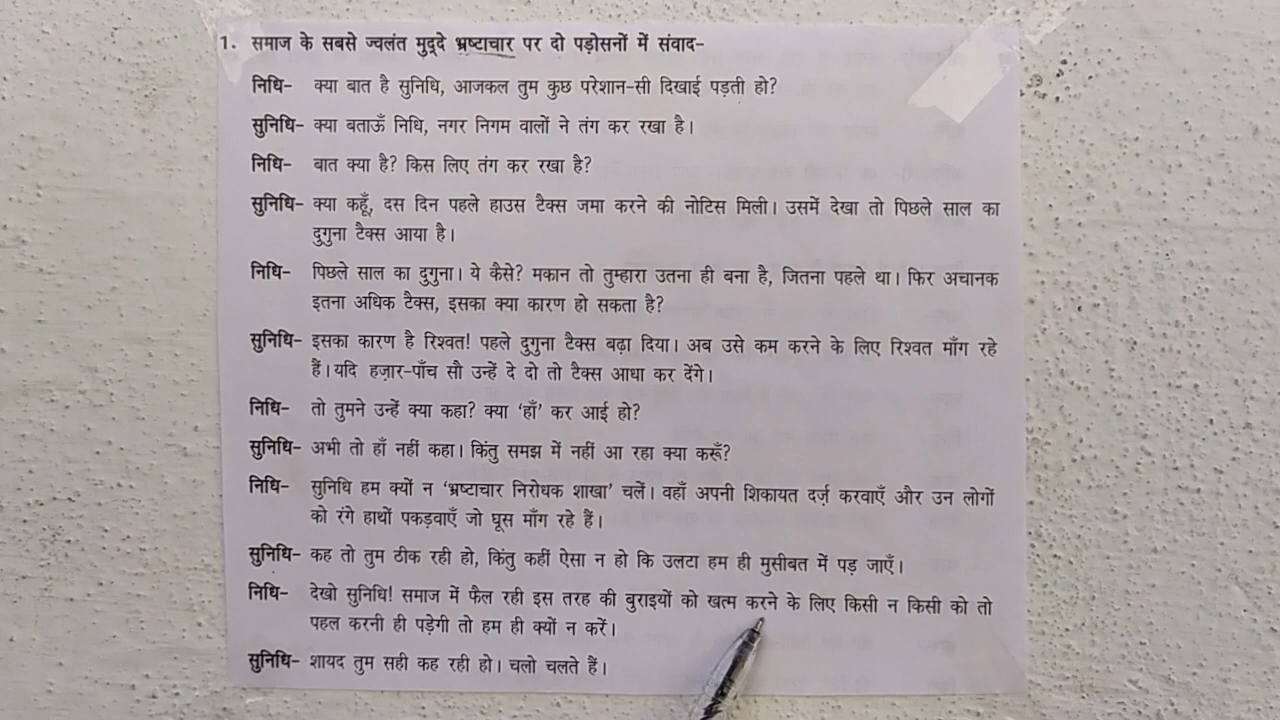 1. समाज के सबसे ज्वलंत मुद्दे भ्रष्टाचार पर दो पड़ोसनों में संवाद-
निधि- क्या बात है सुनिधि, आजकल तुम कुछ परेशान-सी दिखाई पड़ती हो?
सुनिधि- क्या बताऊँ निधि, नगर निगम वालों ने तंग कर रखा है।
निधि- बात क्या है? किस लिए तंग कर रखा है?
सुनिधि- क्या कहूँ, दस दिन पहले हाउस टैक्स जमा करने की नोटिस मिली। उसमें देखा तो पिछले साल का
दुगुना टैक्स आया है।
निधि- पिछले साल का दुगुना। ये कैसे? मकान तो तुम्हारा उतना ही बना है, जितना पहले था। फिर अचानक
इतना अधिक टैक्स, इसका क्या कारण हो सकता है?
सुनिधि- इसका कारण है रिश्वत! पहले दुगुना टैक्स बढ़ा दिया। अब उसे कम करने के लिए रिश्वत माँग रहे
हैं। यदि हज़ार-पाँच सौ उन्हें दे दो तो टैक्स आधा कर देंगे।
निधि- तो तुमने उन्हें क्या कहा? क्या 'हाँ' कर आई हो?
सुनिधि- अभी तो हाँ नहीं कहा। किंतु समझ में नहीं आ रहा क्या करूँ?
निधि- सुनिधि हम क्यों न 'भ्रष्टाचार निरोधक शाखा' चलें। वहाँ अपनी शिकायत दर्ज़ करवाएँ और उन लोगों
को रंगे हाथों पकड़वाएँ जो घूस माँग रहे हैं।
सुनिधि- कह तो तुम ठीक रही हो, किंतु कहीं ऐसा न हो कि उलटा हम ही मुसीबत में पड़ जाएँ।
निधि- देखो सुनिधि! समाज में फैल रही इस तरह की बुराइयों को खत्म करने के लिए किसी न किसी को तो
पहल करनी ही पड़ेगी तो हम ही क्यों न करें।
सुनिधि- शायद तुम सही कह रही हो। चलो चलते हैं।